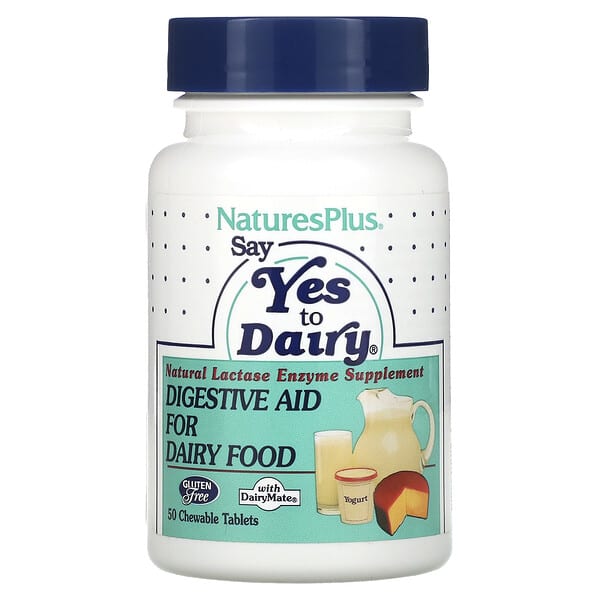 NaturesPlus®
Say
Yes
to
Dairy®
Natural Lactase Enzyme Supplement
DIGESTIVE AID
FOR
DAIRY FOOD
GLUTEN
Free
with
DairyMate®
Yogurt
50 Chewable Tablets